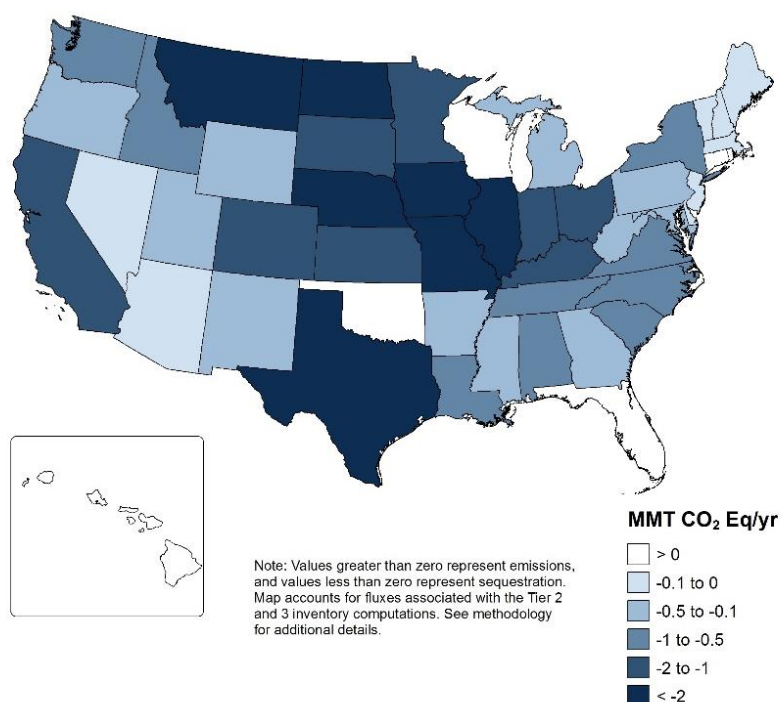 MMT CO₂ Eq/yr
> 0
-0.1 to 0
-0.5 to -0.1
-1 to -0.5
-2 to -1
< -2
Note: Values greater than zero represent emissions,
and values less than zero represent sequestration.
Map accounts for fluxes associated with the Tier 2
and 3 inventory computations. See methodology
for additional details.